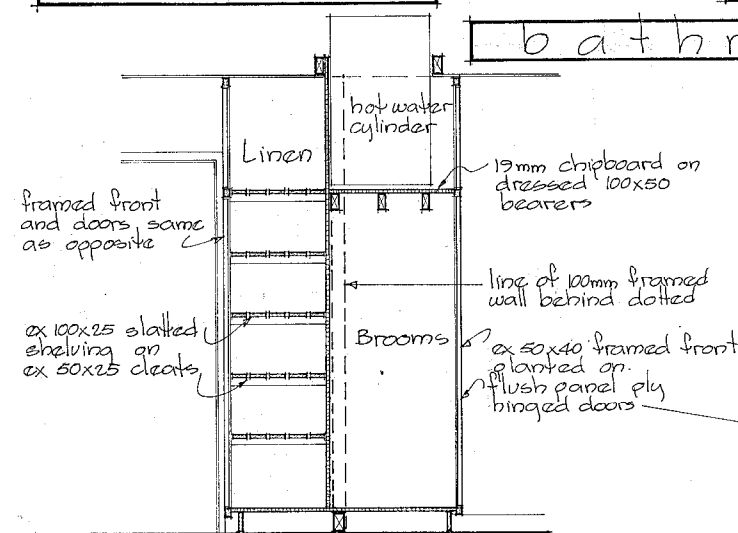 bath
hot water
cylinder
Linen
19mm chipboard on
dressed 100x50
bearers
framed front
and doors same
as opposite
line of 100mm framed
wall behind dotted
ex 100x25 slatted
shelving on
ex 50x25 cleats
Brooms
ex 50x40 framed front
planted on.
flush panel ply
hinged doors